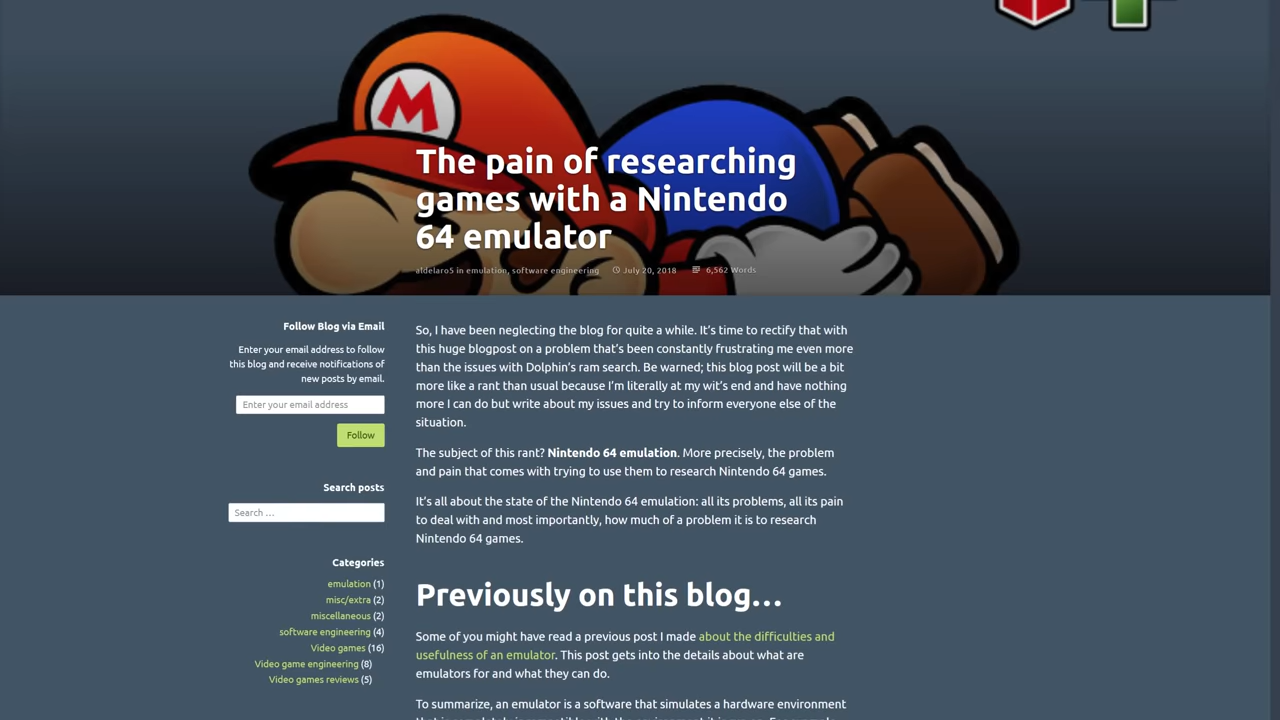 M
The pain of researching
games with a Nintendo
64 emulator
aldelaro5 in emulation, software engineering July 20, 2018 6,562 Words
Follow Blog via Email
Enter your email address to follow
this blog and receive notifications of
new posts by email.
Enter your email address
Follow
Search posts
Search …
Categories
emulation (1)
misc/extra (2)
miscellaneous (2)
software engineering (4)
Video games (16)
Video game engineering (8)
Video games reviews (5)
So, I have been neglecting the blog for quite a while. It's time to rectify that with
this huge blogpost on a problem that's been constantly frustrating me even more
than the issues with Dolphin's ram search. Be warned; this blog post will be a bit
more like a rant than usual because I'm literally at my wit's end and have nothing
more I can do but write about my issues and try to inform everyone else of the
situation.
The subject of this rant? Nintendo 64 emulation. More precisely, the problem
and pain that comes with trying to use them to research Nintendo 64 games.
It's all about the state of the Nintendo 64 emulation: all its problems, all its pain
to deal with and most importantly, how much of a problem it is to research
Nintendo 64 games.
Previously on this blog…
Some of you might have read a previous post I made about the difficulties and
usefulness of an emulator. This post gets into the details about what are
emulators for and what they can do.
To summarize, an emulator is a software that simulates a hardware environment